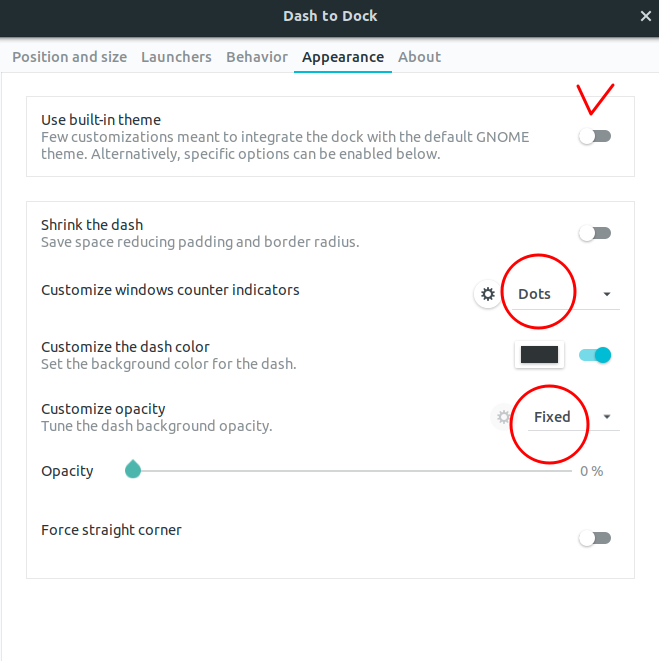 Dash to Dock
Position and size Launchers Behavior Appearance About
Use built-in theme
Few customizations meant to integrate the dock with the default GNOME
theme. Alternatively, specific options can be enabled below.
Shrink the dash
Save space reducing padding and border radius.
Customize windows counter indicators
Dots
Customize the dash color
Set the background color for the dash.
Customize opacity
Tune the dash background opacity.
Fixed
Opacity
0 %
Force straight corner